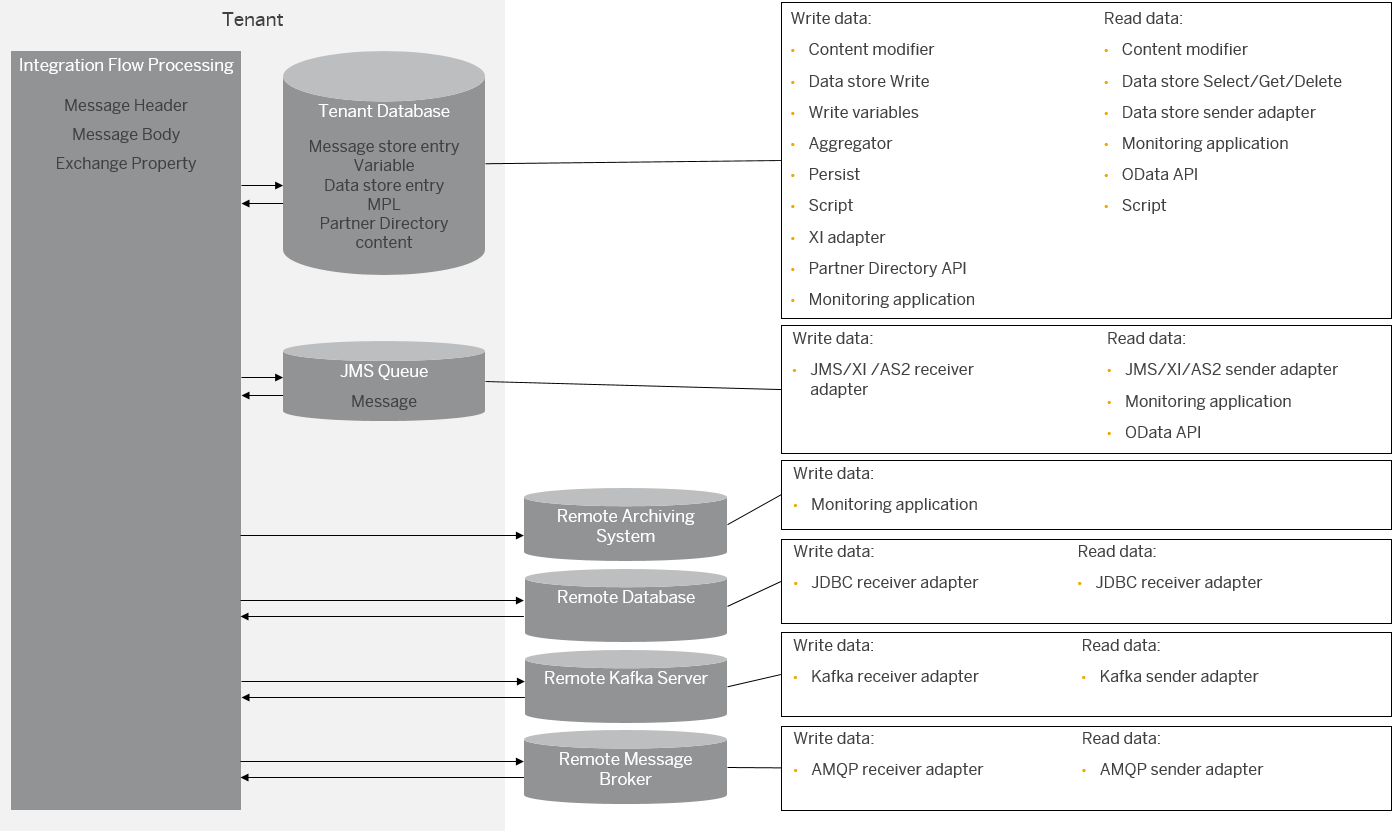 Tenant
Integration Flow Processing
Message Header
Message Body
Exchange Property
Tenant Database
Message store entry
Variable
Data store entry
MPL
Partner Directory
content
Write data:
• Content modifier
• Data store Write
• Write variables
• Aggregator
• Persist
• Script
• XI adapter
• Partner Directory API
• Monitoring application
Read data:
• Content modifier
• Data store Select/Get/Delete
• Data store sender adapter
• Monitoring application
• OData API
• Script
JMS Queue
Message
Write data:
• JMS/XI /AS2 receiver
adapter
Read data:
• JMS/XI/AS2 sender adapter
• Monitoring application
• OData API
Remote Archiving
System
Write data:
• Monitoring application
Remote Database
Write data:
• JDBC receiver adapter
Read data:
• JDBC receiver adapter
Remote Kafka Server
Write data:
• Kafka receiver adapter
Read data:
• Kafka sender adapter
Remote Message
Broker
Write data:
• AMQP receiver adapter
Read data:
• AMQP sender adapter